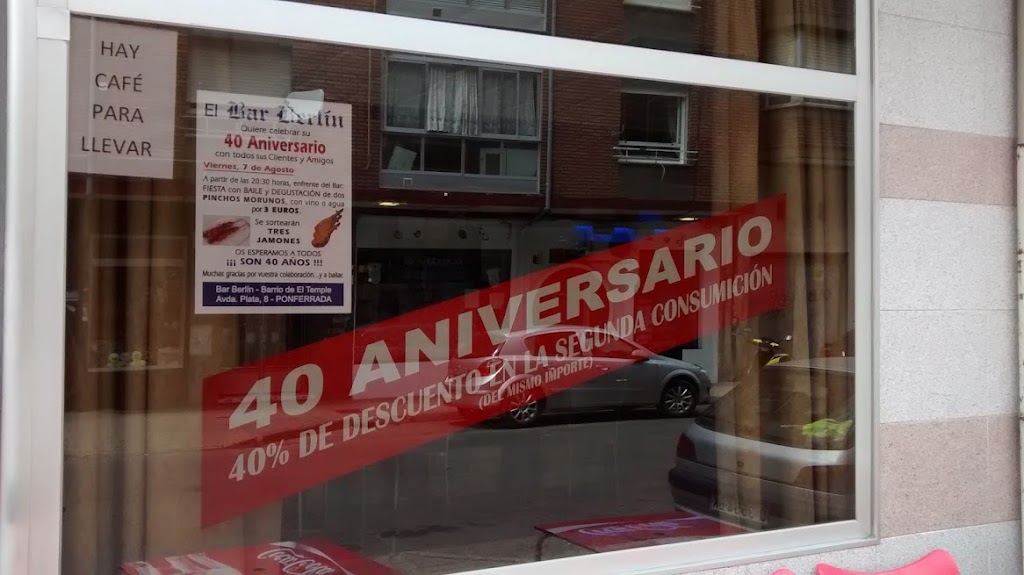 HAY
CAFÉ
PARA
LLEVAR
El Bar Berlín
Quiere celebrar su
40 Aniversario
con todos sus Clientes y Amigos
Viernes, 7 de Agosto
A partir de las 20:30 horas, enfrente del Bar:
FIESTA con BAILE y DEGUSTACIÓN de dos
PINCHOS MORUNOS, con vino o agua
por 3 EUROS.
Se sortearán
TRES
JAMONES
OS ESPERAMOS A TODOS
¡¡¡ SON 40 AÑOS !!!
Muchas gracias por vuestra colaboración...y a bailar.
Bar Berlín - Barrio de El Temple
Avda. Plata, 8 - PONFERRADA
40 ANIVERSARIO
40% DE DESCUENTO EN LA SEGUNDA CONSUMICIÓN
(DEL MISMO IMPORTE)
Coca-Cola